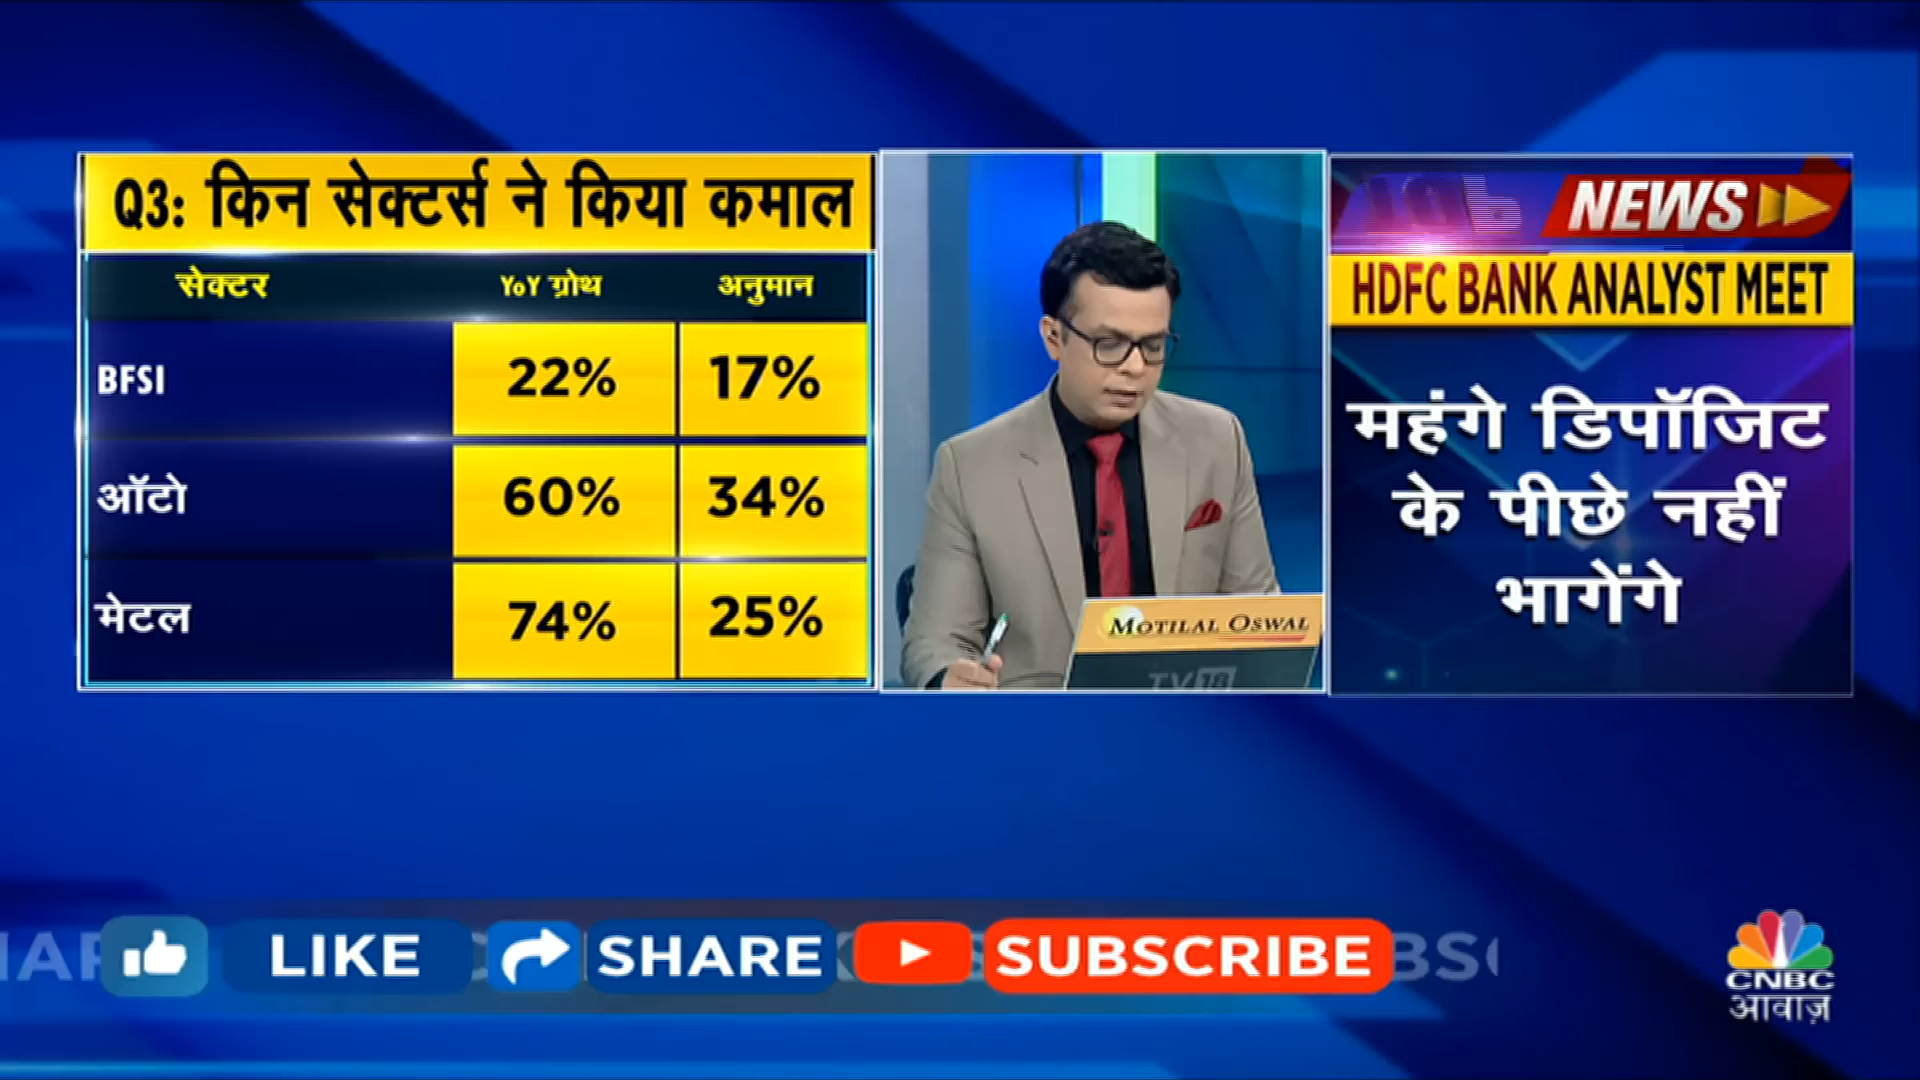 Q3: किन सेक्टर्स ने किया कमाल
सेक्टर YoY ग्रोथ अनुमान
BFSI 22% 17%
ऑटो 60% 34%
मेटल 74% 25%
MOTILAL OSWAL
TV18
NEWS
HDFC BANK ANALYST MEET
महंगे डिपॉजिट
के पीछे नहीं
भागेंगे
LIKE SHARE SUBSCRIBE
CNBC
आवाज़